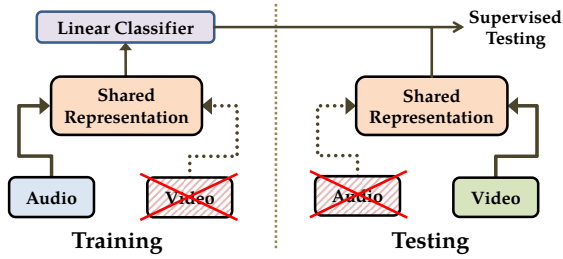 Linear Classifier
Supervised
Testing
Shared
Representation
Shared
Representation
Audio
Video
Audio
Video
Training
Testing